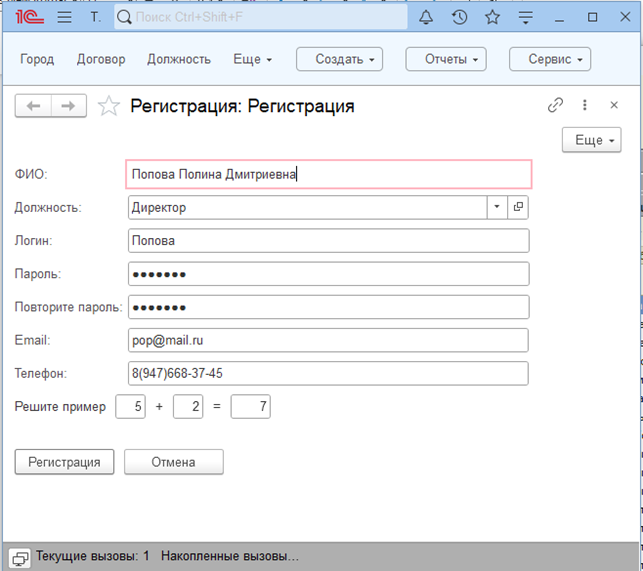 1С Т. Поиск Ctrl+Shift+F
Город Договор Должность Еще Создать Отчеты Сервис
Регистрация: Регистрация
Еще
ФИО: Попова Полина Дмитриевна
Должность: Директор
Логин: Попова
Пароль: •••••••
Повторите пароль: •••••••
Email: pop@mail.ru
Телефон: 8(947)668-37-45
Решите пример 5 + 2 = 7
Регистрация Отмена
Текущие вызовы: 1 Накопленные вызовы...